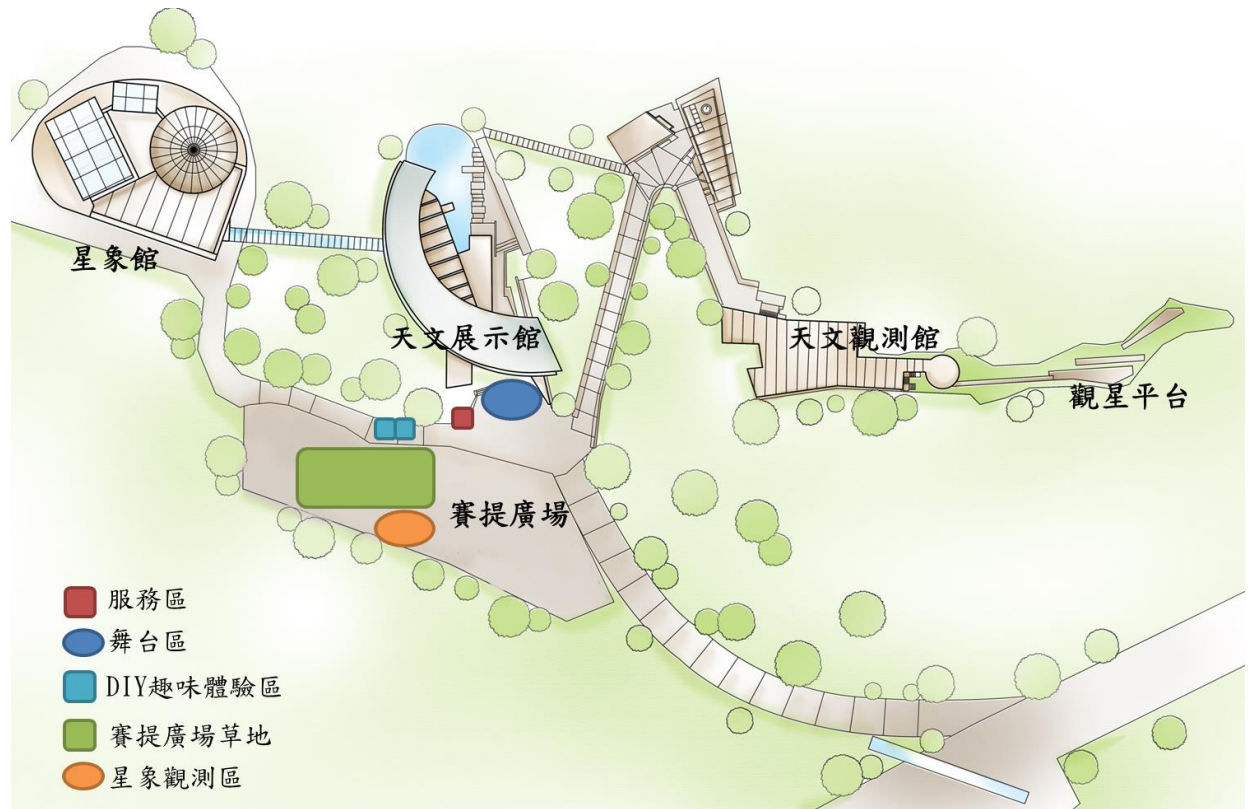 星象館
天文展示館
天文觀測館
觀星平台
賽提廣場
服務區
舞台區
DIY趣味體驗區
賽提廣場草地
星象觀測區